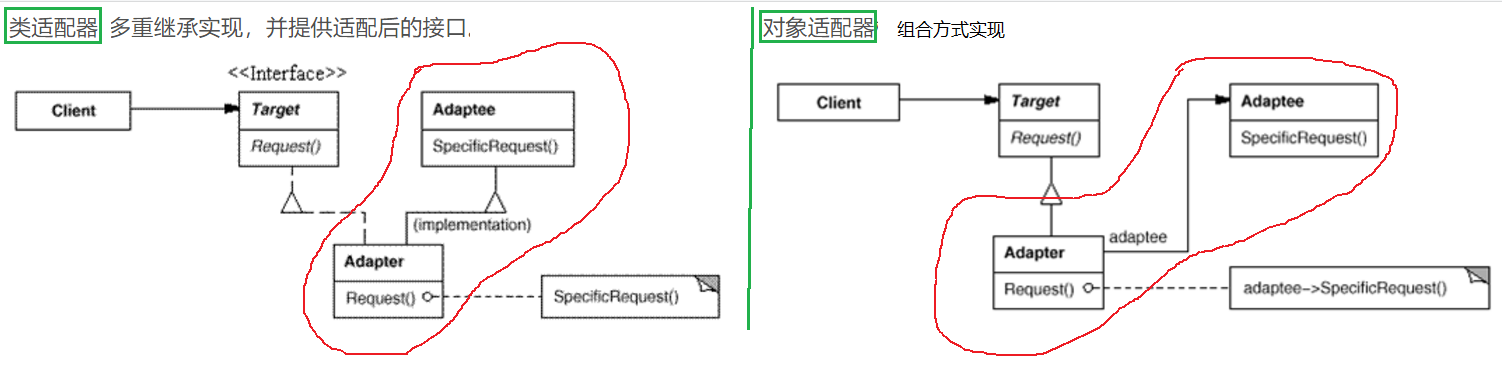 类适配器 多重继承实现，并提供适配后的接口.
<<Interface>>
Client
Target
Request()
Adaptee
SpecificRequest()
(implementation)
Adapter
Request()
SpecificRequest()
对象适配器 组合方式实现
Client
Target
Request()
Adaptee
SpecificRequest()
adaptee
Adapter
Request()
adaptee->SpecificRequest()